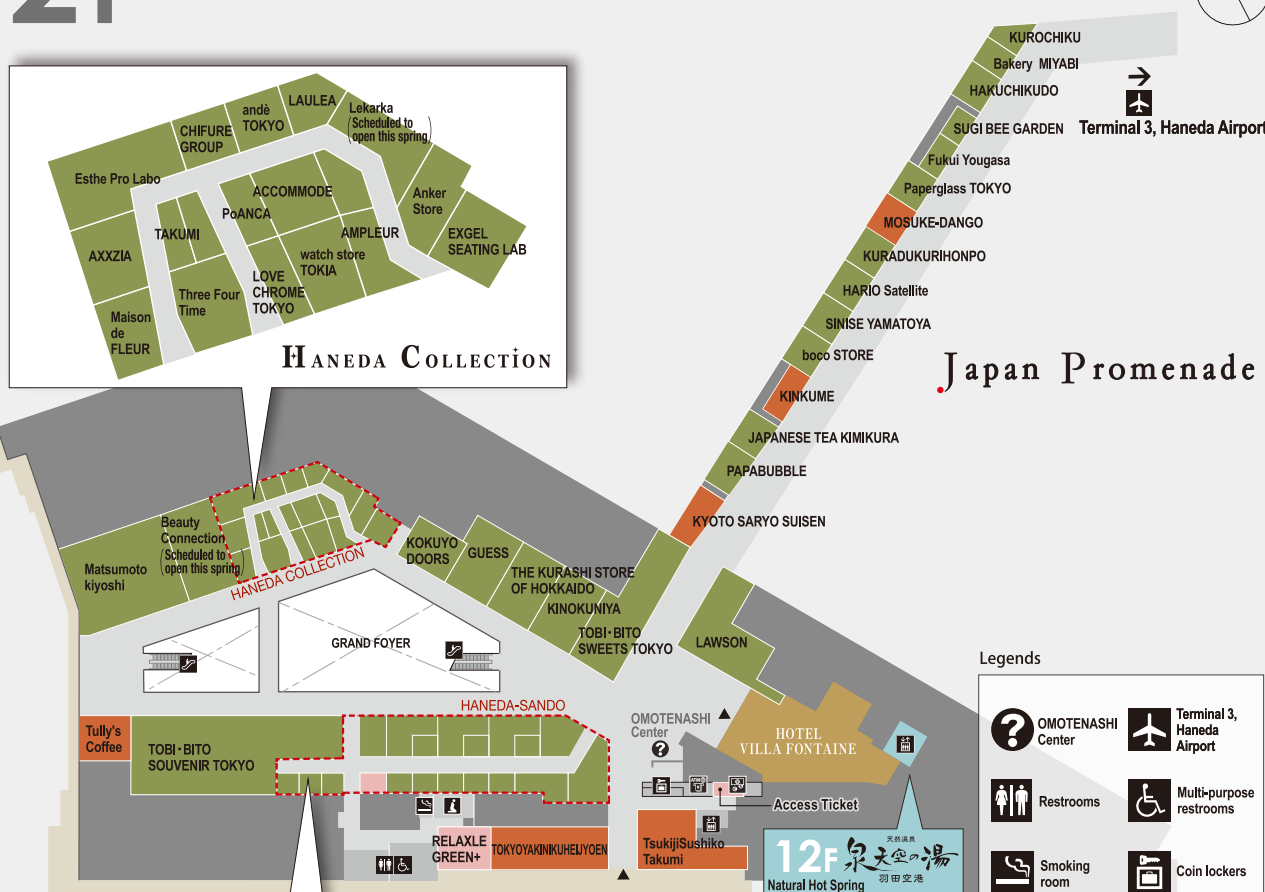 2F
LAULEA
andè
TOKYO
Lekarka
(Scheduled to
open this spring)
CHIFURE
GROUP
Esthe Pro Labo
ACCOMMODE
Anker
Store
PoANCA
TAKUMI
AMPLEUR
EXGEL
SEATING LAB
AXXZIA
watch store
TOKIA
LOVE
CHROME
TOKYO
Three Four
Time
Maison
de
FLEUR
HANEDA COLLECTION
KUROCHIKU
Bakery MIYABI
HAKUCHIKUDO
SUGI BEE GARDEN
Terminal 3, Haneda Airport
Fukui Yougasa
Paperglass TOKYO
MOSUKE-DANGO
KURADUKURIHONPO
HARIO Satellite
SINISE YAMATOYA
boco STORE
Japan Promenade
KINKUME
JAPANESE TEA KIMIKURA
PAPABUBBLE
KYOTO SARYO SUISEN
Beauty
Connection
(Scheduled to
open this spring)
Matsumoto
kiyoshi
HANEDA COLLECTION
KOKUYO
DOORS
GUESS
THE KURASHI STORE
OF HOKKAIDO
KINOKUNIYA
TOBI•BITO
SWEETS TOKYO
LAWSON
GRAND FOYER
HANEDA-SANDO
Tully's
Coffee
TOBI•BITO
SOUVENIR TOKYO
OMOTENASHI
Center
?
HOTEL
VILLA FONTAINE
ATM
Access Ticket
RELAXLE
GREEN+
TOKYOYAKINIKUHEIJYOEN
TsukijiSushiko
Takumi
12F
天然温泉
泉天空の湯
羽田空港
Natural Hot Spring
Legends
?
OMOTENASHI
Center
Terminal 3,
Haneda
Airport
Restrooms
Multi-purpose
restrooms
Smoking
room
Coin lockers